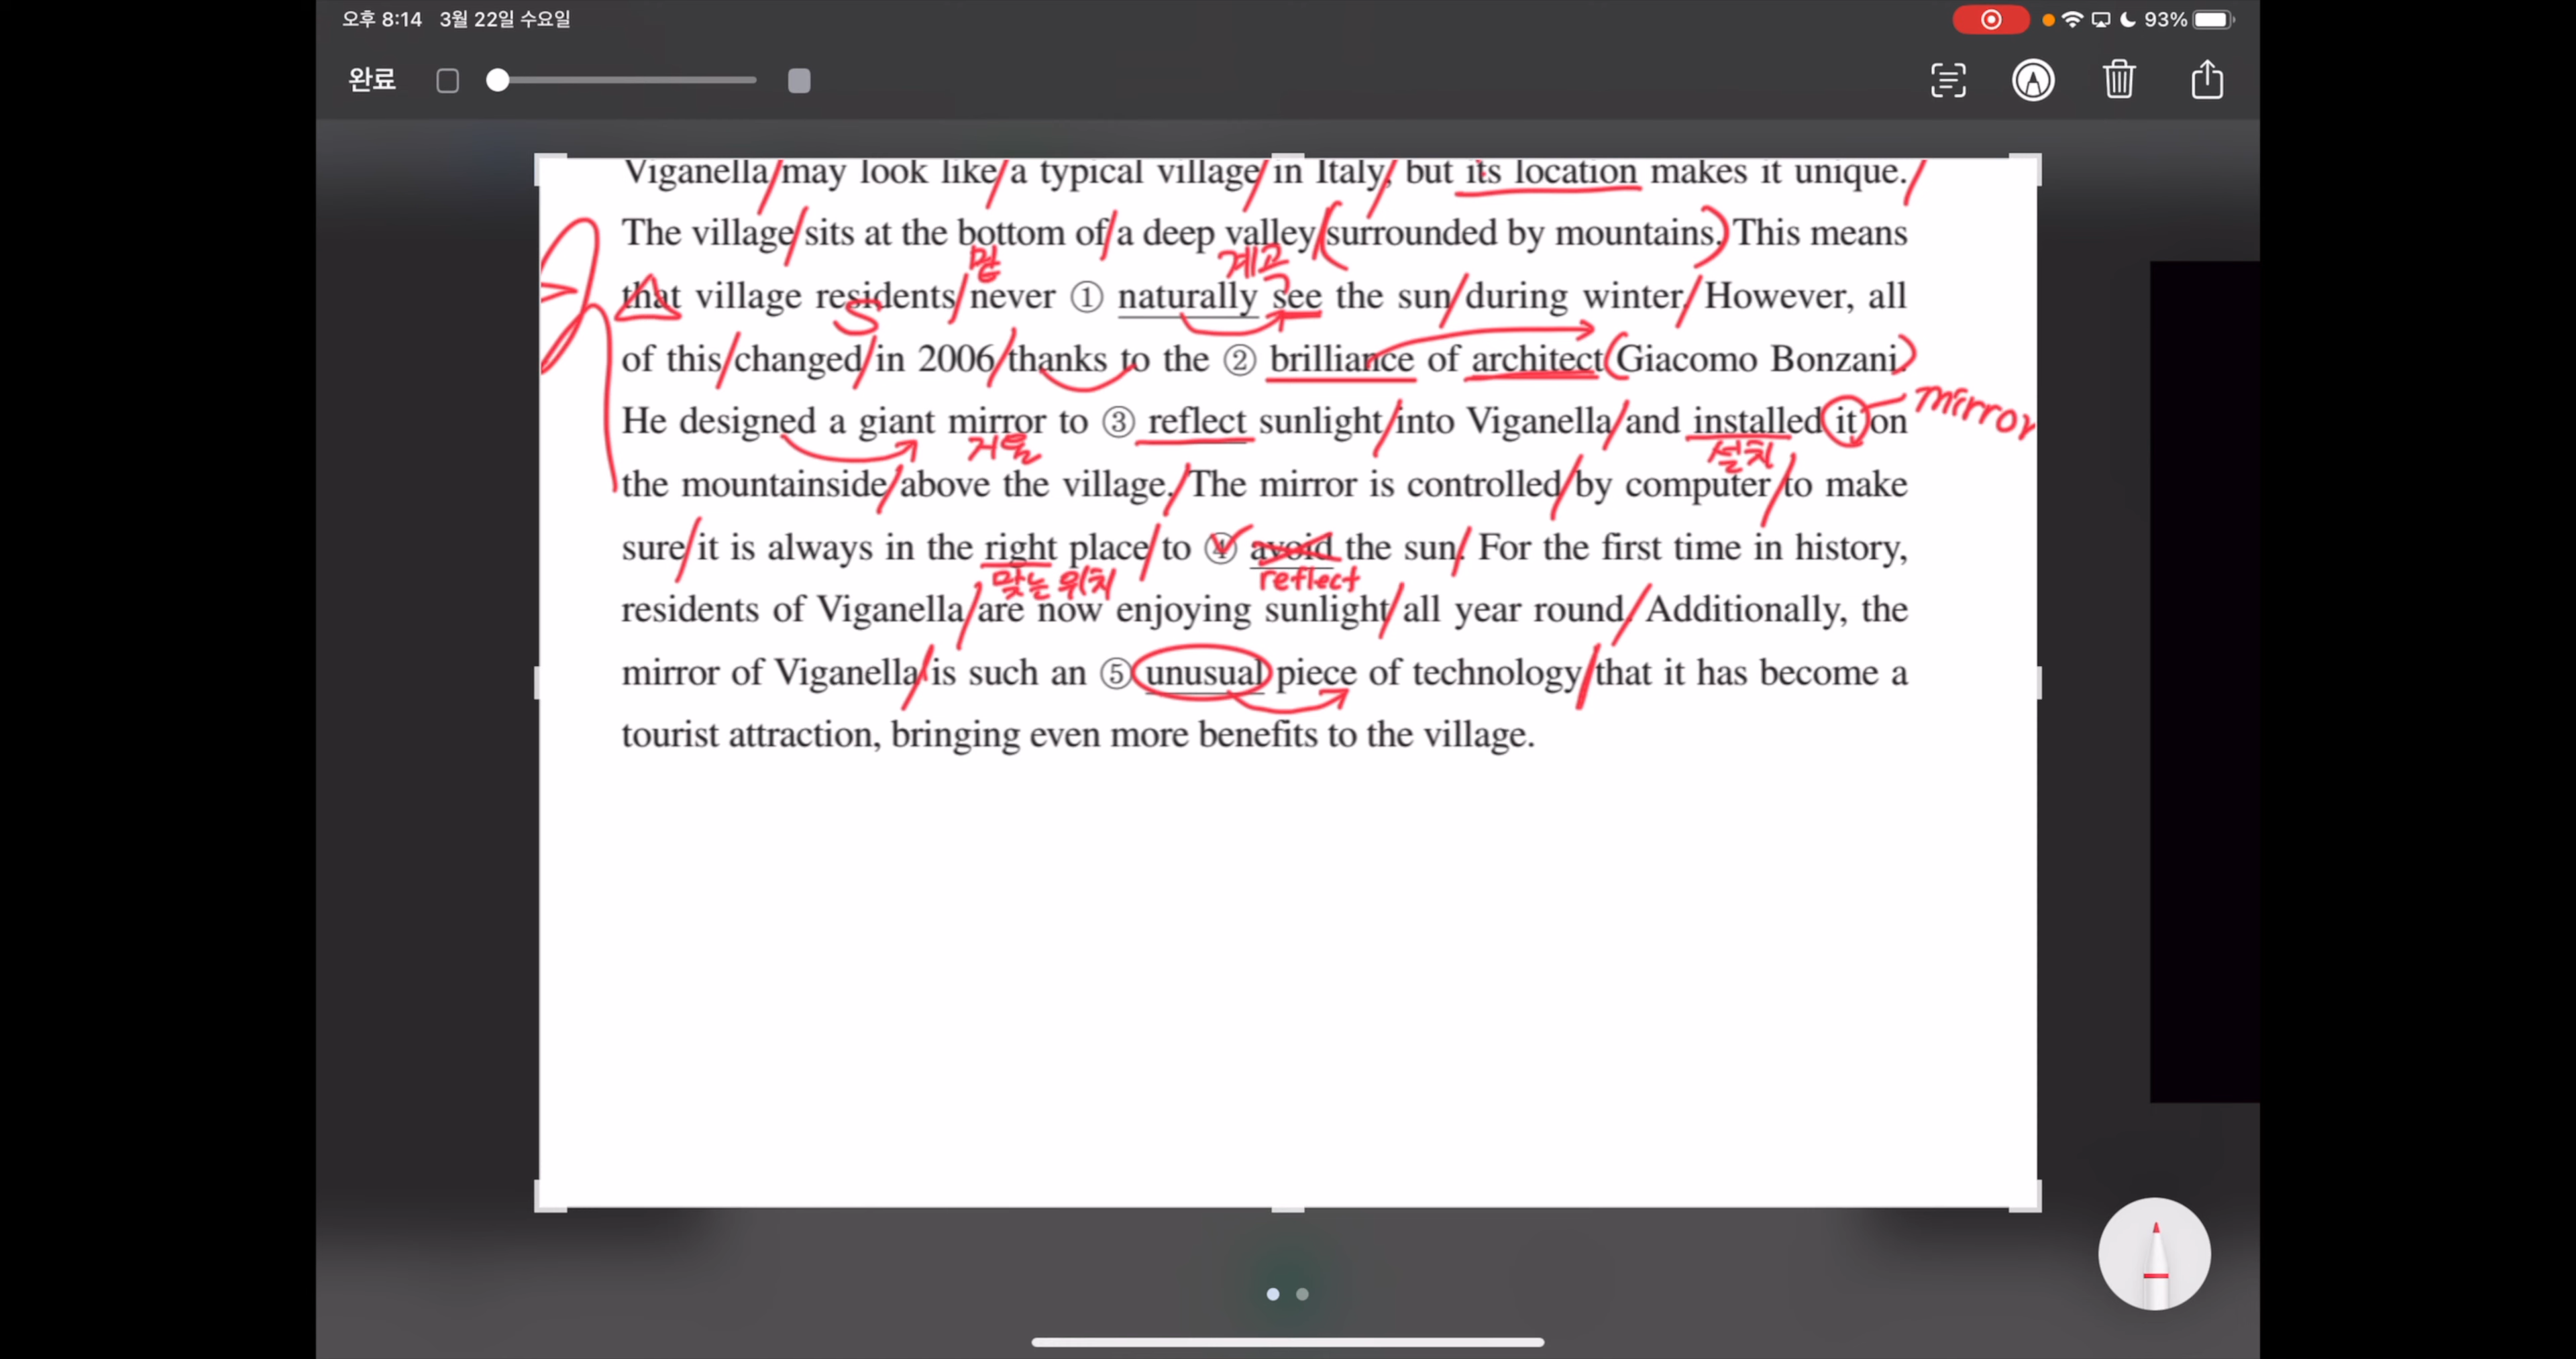 오후 8:14 3월 22일 수요일
93%
완료
Viganella may look like a typical village in Italy, but its location makes it unique.
The village sits at the bottom of a deep valley surrounded by mountains. This means
맙 계곡
that village residents never ① naturally see the sun during winter. However, all
S
of this changed in 2006 thanks to the ② brilliance of architect Giacomo Bonzani.
He designed a giant mirror to ③ reflect sunlight into Viganella and installed it on
mirror
거울 설치
the mountainside above the village. The mirror is controlled by computer to make
sure it is always in the right place to ④ avoid the sun. For the first time in history,
맞는 위치 reflect
residents of Viganella are now enjoying sunlight all year round. Additionally, the
mirror of Viganella is such an ⑤ unusual piece of technology that it has become a
tourist attraction, bringing even more benefits to the village.